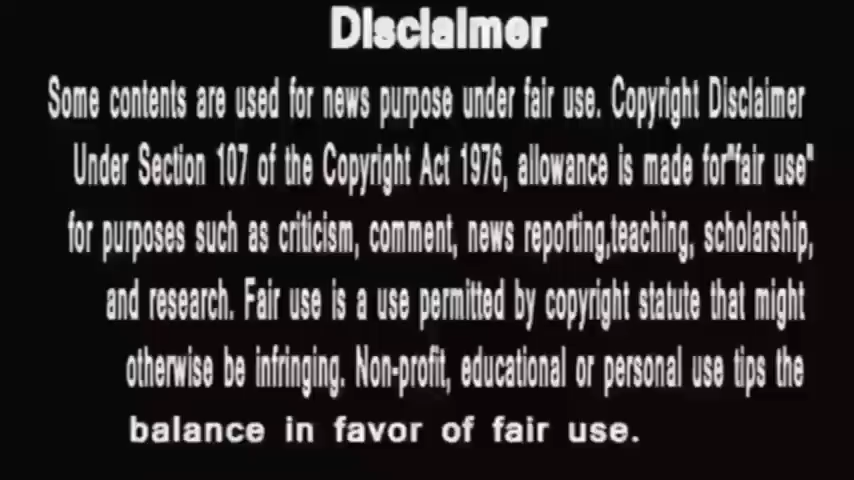 Disclaimer
Some contents are used for news purpose under fair use. Copyright Disclaimer
Under Section 107 of the Copyright Act 1976, allowance is made for"fair use"
for purposes such as criticism, comment, news reporting,teaching, scholarship,
and research. Fair use is a use permitted by copyright statute that might
otherwise be infringing. Non-profit, educational or personal use tips the
balance in favor of fair use.